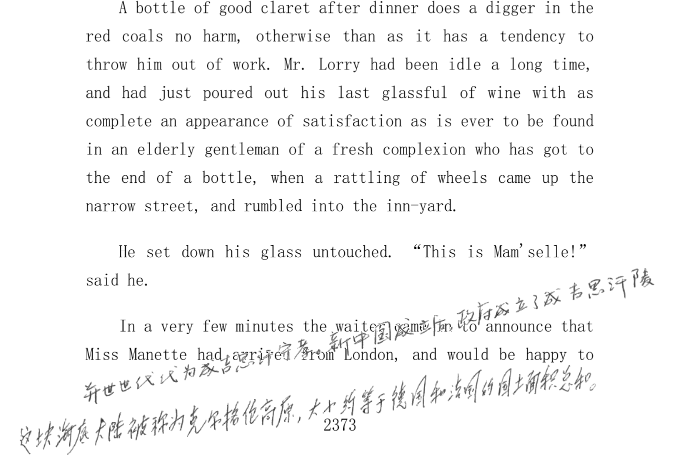 A bottle of good claret after dinner does a digger in the
red coals no harm, otherwise than as it has a tendency to
throw him out of work. Mr. Lorry had been idle a long time,
and had just poured out his last glassful of wine with as
complete an appearance of satisfaction as is ever to be found
in an elderly gentleman of a fresh complexion who has got to
the end of a bottle, when a rattling of wheels came up the
narrow street, and rumbled into the inn-yard.
He set down his glass untouched. “This is Mam'selle!”
said he.
In a very few minutes the waiter came in to announce that
Miss Manette had arrived from London, and would be happy to
并世世代代为成吉思汗守孝。新中国成立后,政府成立了成吉思汗陵
这块海底大陆被称为克尔格伦高原,大小约等于德国和法国的国土面积总和。
2373